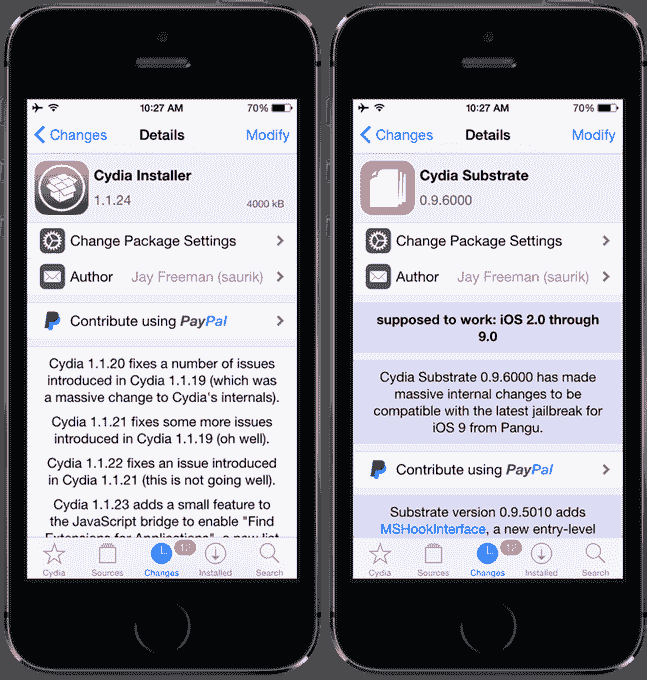 10:27 AM
70%
Changes
Details
Modify
Cydia Installer
1.1.24
4000 kB
Change Package Settings
Author
Jay Freeman (saurik)
Contribute using PayPal
Cydia 1.1.20 fixes a number of issues
introduced in Cydia 1.1.19 (which was
a massive change to Cydia's internals).
Cydia 1.1.21 fixes some more issues
introduced in Cydia 1.1.19 (oh well).
Cydia 1.1.22 fixes an issue introduced
in Cydia 1.1.21 (this is not going well).
Cydia 1.1.23 adds a small feature to
the JavaScript bridge to enable "Find
Extensions for Applications", a new list
Cydia
Sources
Changes
Installed
Search
10:27 AM
70%
Changes
Details
Modify
Cydia Substrate
0.9.6000
Change Package Settings
Author
Jay Freeman (saurik)
supposed to work: iOS 2.0 through
9.0
Cydia Substrate 0.9.6000 has made
massive internal changes to be
compatible with the latest jailbreak for
iOS 9 from Pangu.
Contribute using PayPal
Substrate version 0.9.5010 adds
MSHookInterface, a new entry-level
Cydia
Sources
Changes
Installed
Search